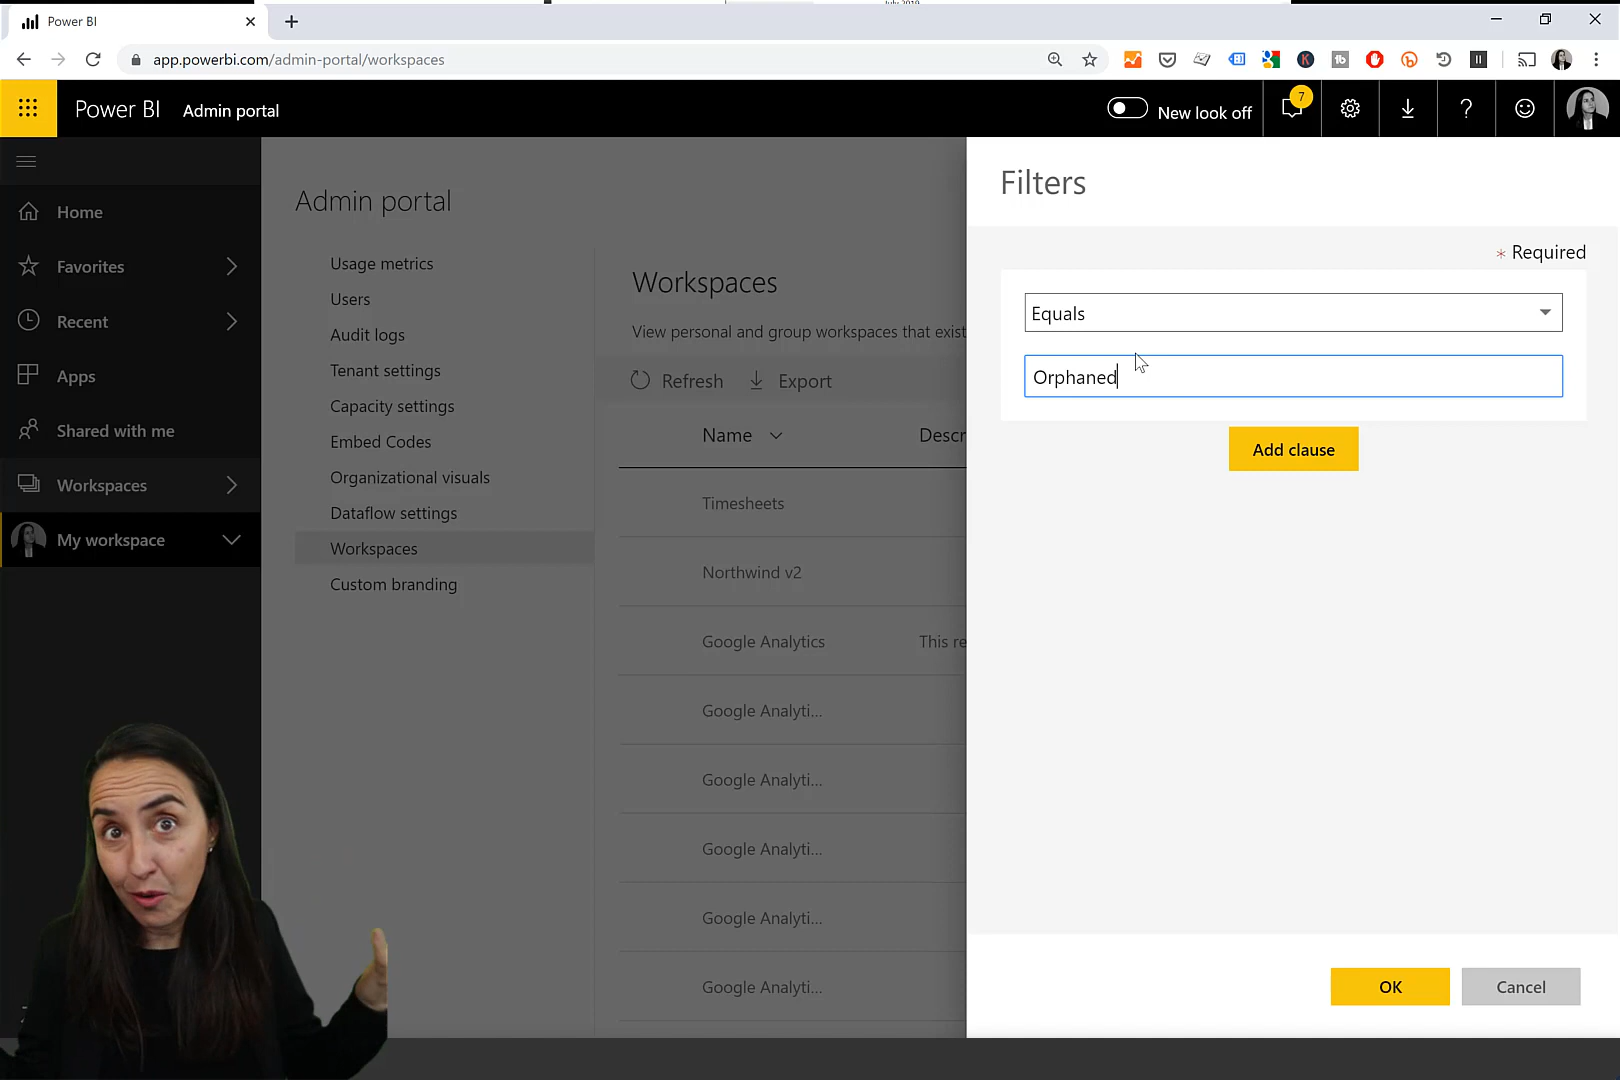 July 2019
Power BI
app.powerbi.com/admin-portal/workspaces
Power BI
Admin portal
New look off
7
Home
Favorites
Recent
Apps
Shared with me
Workspaces
My workspace
Admin portal
Usage metrics
Users
Audit logs
Tenant settings
Capacity settings
Embed Codes
Organizational visuals
Dataflow settings
Workspaces
Custom branding
Workspaces
View personal and group workspaces that exist
Refresh
Export
Name
Descr
Timesheets
Northwind v2
Google Analytics
This re
Google Analyti...
Google Analyti...
Google Analyti...
Google Analyti...
Google Analyti...
Filters
* Required
Equals
Orphaned
Add clause
OK
Cancel